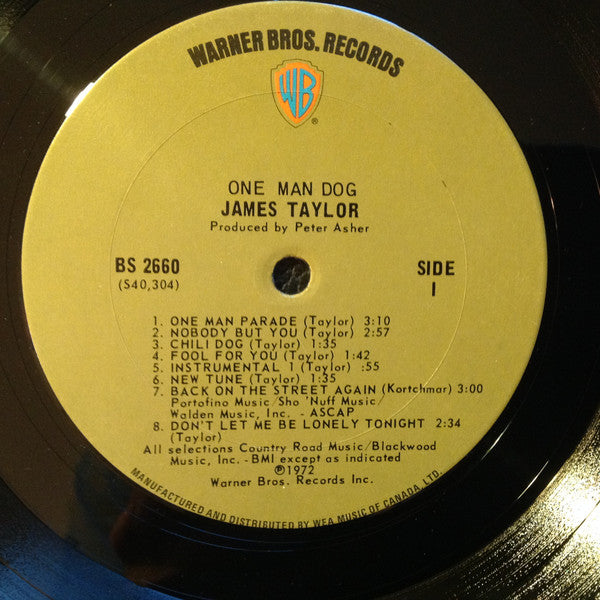 WARNER BROS. RECORDS
WB
®
ONE MAN DOG
JAMES TAYLOR
Produced by Peter Asher
BS 2660
(S40,304)
SIDE
1
1. ONE MAN PARADE (Taylor) 3:10
2. NOBODY BUT YOU (Taylor) 2:57
3. CHILI DOG (Taylor) 1:35
4. FOOL FOR YOU (Taylor) 1:42
5. INSTRUMENTAL 1 (Taylor) :55
6. NEW TUNE (Taylor) 1:35
7. BACK ON THE STREET AGAIN (Kortchmar) 3:00
Portofino Music/Sho 'Nuff Music/
Walden Music, Inc. - ASCAP
8. DON'T LET ME BE LONELY TONIGHT 2:34
(Taylor)
All selections Country Road Music/Blackwood
Music, Inc. - BMI except as indicated
℗1972
Warner Bros. Records Inc.
MANUFACTURED AND DISTRIBUTED BY WEA MUSIC OF CANADA, LTD.